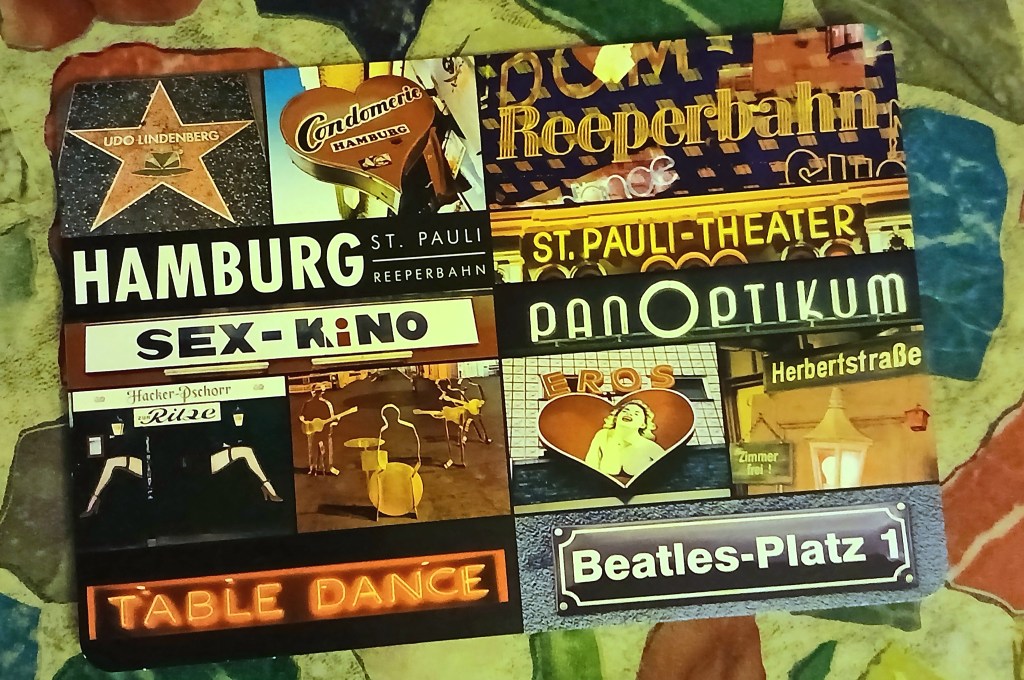 UDO LINDENBERG
Condomerie
HAMBURG
Reeperbahn
ST. PAULI-THEATER
HAMBURG
ST. PAULI
REEPERBAHN
PANOPTIKUM
SEX-KiNO
Hacker-Pschorr
zur Ritze
EROS
Herbertstraße
Zimmer
frei!
TABLE DANCE
Beatles-Platz 1